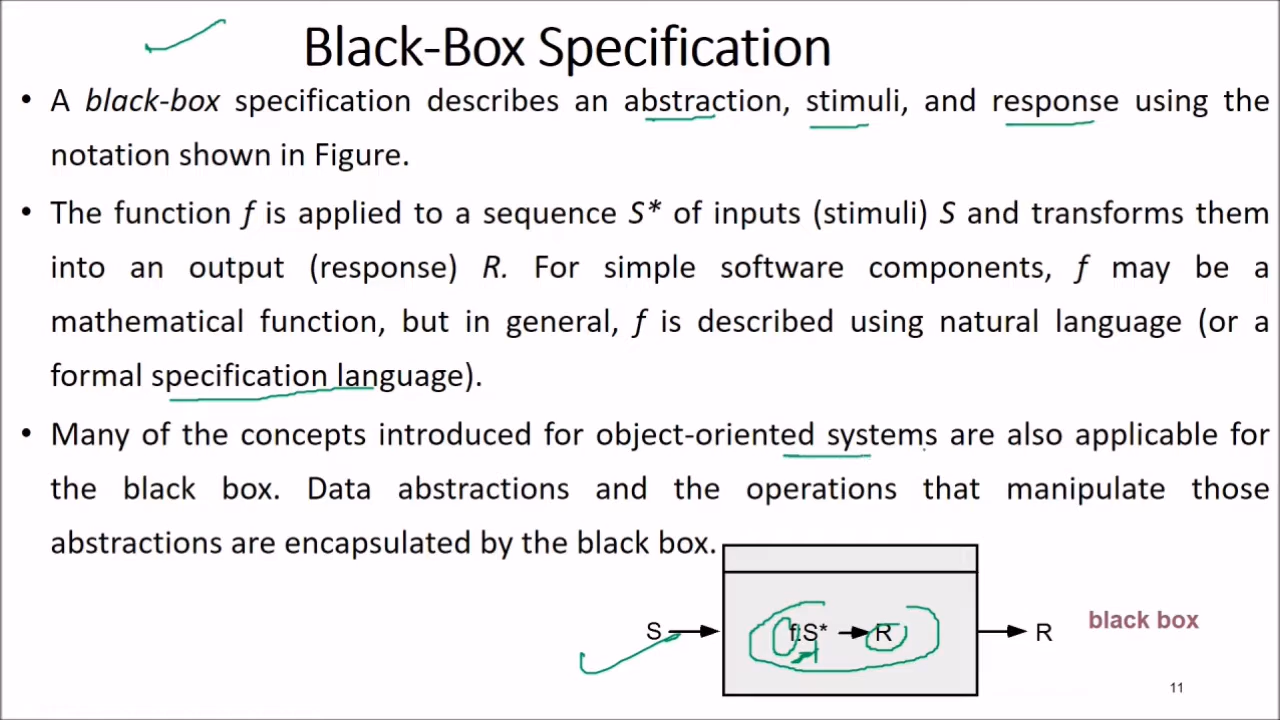 Black-Box Specification
• A black-box specification describes an abstraction, stimuli, and response using the
notation shown in Figure.
• The function f is applied to a sequence S* of inputs (stimuli) S and transforms them
into an output (response) R. For simple software components, f may be a
mathematical function, but in general, f is described using natural language (or a
formal specification language).
• Many of the concepts introduced for object-oriented systems are also applicable for
the black box. Data abstractions and the operations that manipulate those
abstractions are encapsulated by the black box.
S f:S* R R black box
11